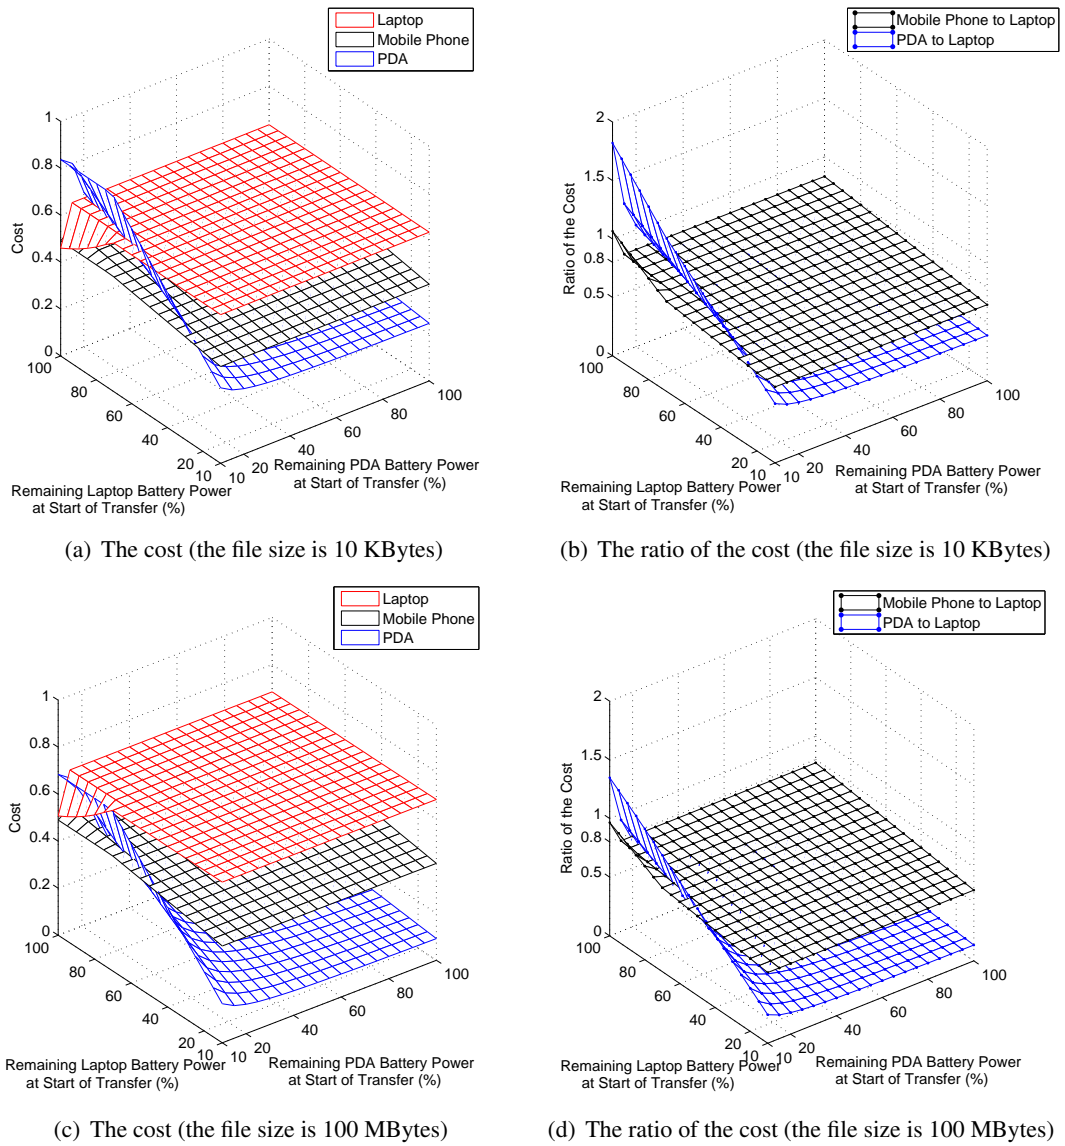 Laptop
Mobile Phone
PDA
1
0.8
0.6
0.4
0.2
0
Cost
100
80
60
40
20
10
10
20
40
60
80
100
Remaining Laptop Battery Power
at Start of Transfer (%)
Remaining PDA Battery Power
at Start of Transfer (%)
(a) The cost (the file size is 10 KBytes)
Mobile Phone to Laptop
PDA to Laptop
2
1.5
1
0.8
0.5
0
Ratio of the Cost
100
80
60
40
20
10
10
20
40
60
80
100
Remaining Laptop Battery Power
at Start of Transfer (%)
Remaining PDA Battery Power
at Start of Transfer (%)
(b) The ratio of the cost (the file size is 10 KBytes)
Laptop
Mobile Phone
PDA
1
0.8
0.6
0.4
0.2
0
Cost
100
80
60
40
20
10
10
20
40
60
80
100
Remaining Laptop Battery Power
at Start of Transfer (%)
Remaining PDA Battery Power
at Start of Transfer (%)
(c) The cost (the file size is 100 MBytes)
Mobile Phone to Laptop
PDA to Laptop
2
1.5
1
0.8
0.5
0
Ratio of the Cost
100
80
60
40
20
10
10
20
40
60
80
100
Remaining Laptop Battery Power
at Start of Transfer (%)
Remaining PDA Battery Power
at Start of Transfer (%)
(d) The ratio of the cost (the file size is 100 MBytes)